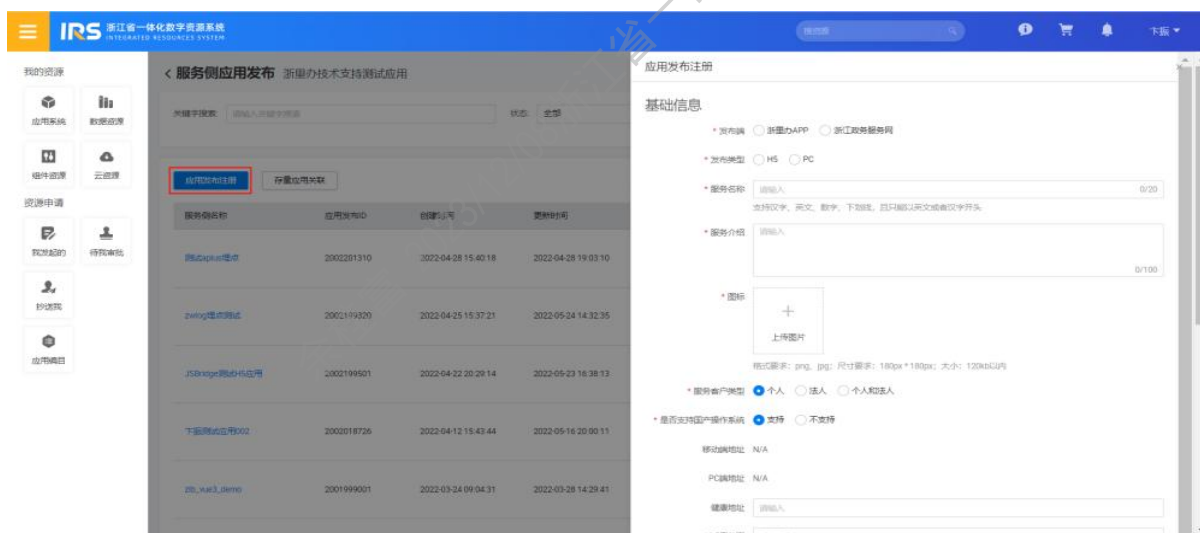 IRS 浙江省一体化数字资源系统
INTEGRATED RESOURCES SYSTEM
搜资源
卞振
我的资源
应用系统 数据资源
组件资源 云资源
资源申请
我发起的 待我审批
抄送我
应用编目
服务侧应用发布 浙里办技术支持测试应用
关键字搜索 请输入关键字搜索 状态 全部
应用发布注册 存量应用关联
服务侧名称 应用发布ID 创建时间 更新时间
测试aplus埋点 2002201310 2022-04-28 15:40:18 2022-04-28 19:03:10
zwlog埋点测试 2002199320 2022-04-25 15:37:21 2022-05-24 14:32:35
JSBridge测试H5应用 2002199501 2022-04-22 20:29:14 2022-05-23 16:38:13
卞振测试应用002 2002018726 2022-04-12 15:43:44 2022-05-16 20:00:11
zlb_vue3_demo 2001999001 2022-03-24 09:04:31 2022-03-28 14:29:41
应用发布注册
基础信息
* 发布端 浙里办APP 浙江政务服务网
* 发布类型 H5 PC
* 服务名称 请输入 0/20
支持汉字、英文、数字、下划线，且只能以英文或者汉字开头
* 服务介绍 请输入
0/100
* 图标
+
上传图片
格式要求：png，jpg；尺寸要求：180px*180px；大小：120kb以内
* 服务客户类型 个人 法人 个人和法人
* 是否支持国产操作系统 支持 不支持
移动端地址 N/A
PC端地址 N/A
健康地址 请输入